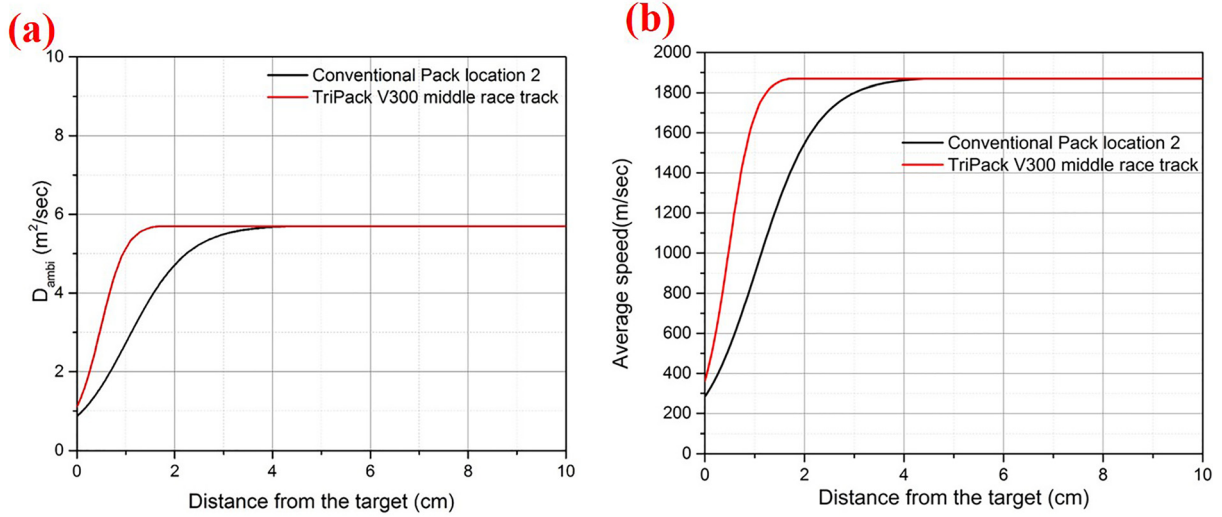 (a)
10
8
6
4
2
0
D_ambi (m²/sec)
Conventional Pack location 2
TriPack V300 middle race track
0 2 4 6 8 10
Distance from the target (cm)
(b)
2000
1800
1600
1400
1200
1000
800
600
400
200
0
Average speed(m/sec)
Conventional Pack location 2
TriPack V300 middle race track
0 2 4 6 8 10
Distance from the target (cm)